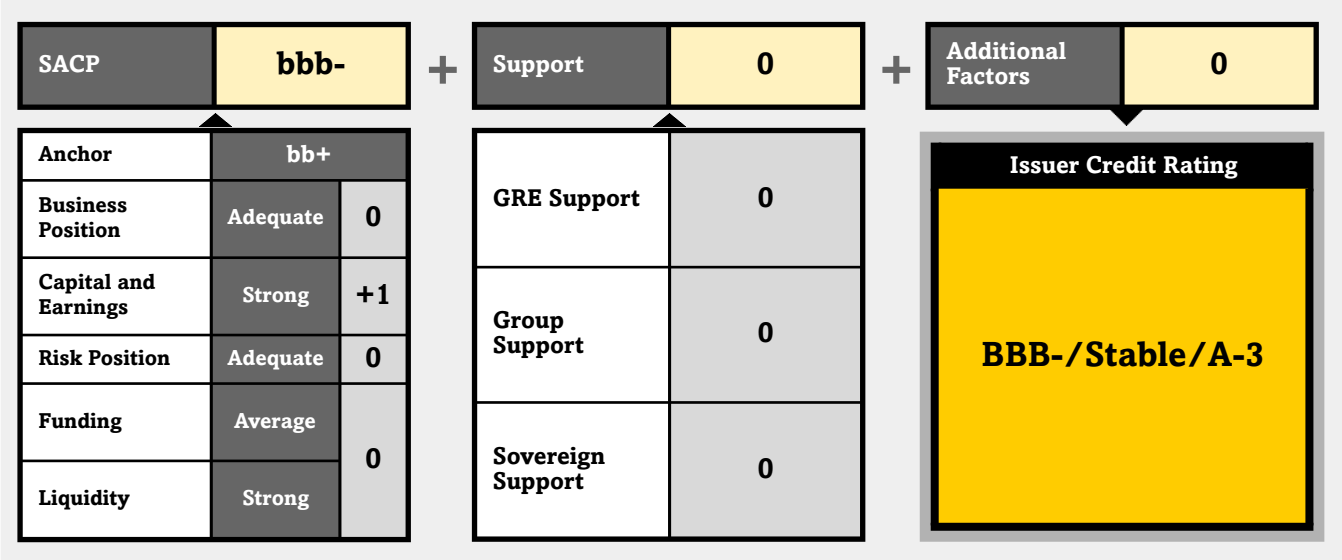 SACP
bbb-
+
Support
0
+
Additional
Factors
0
Anchor
bb+
Business
Position
Adequate
0
Capital and
Earnings
Strong
+1
Risk Position
Adequate
0
Funding
Average
0
Liquidity
Strong
GRE Support
0
Group
Support
0
Sovereign
Support
0
Issuer Credit Rating
BBB-/Stable/A-3